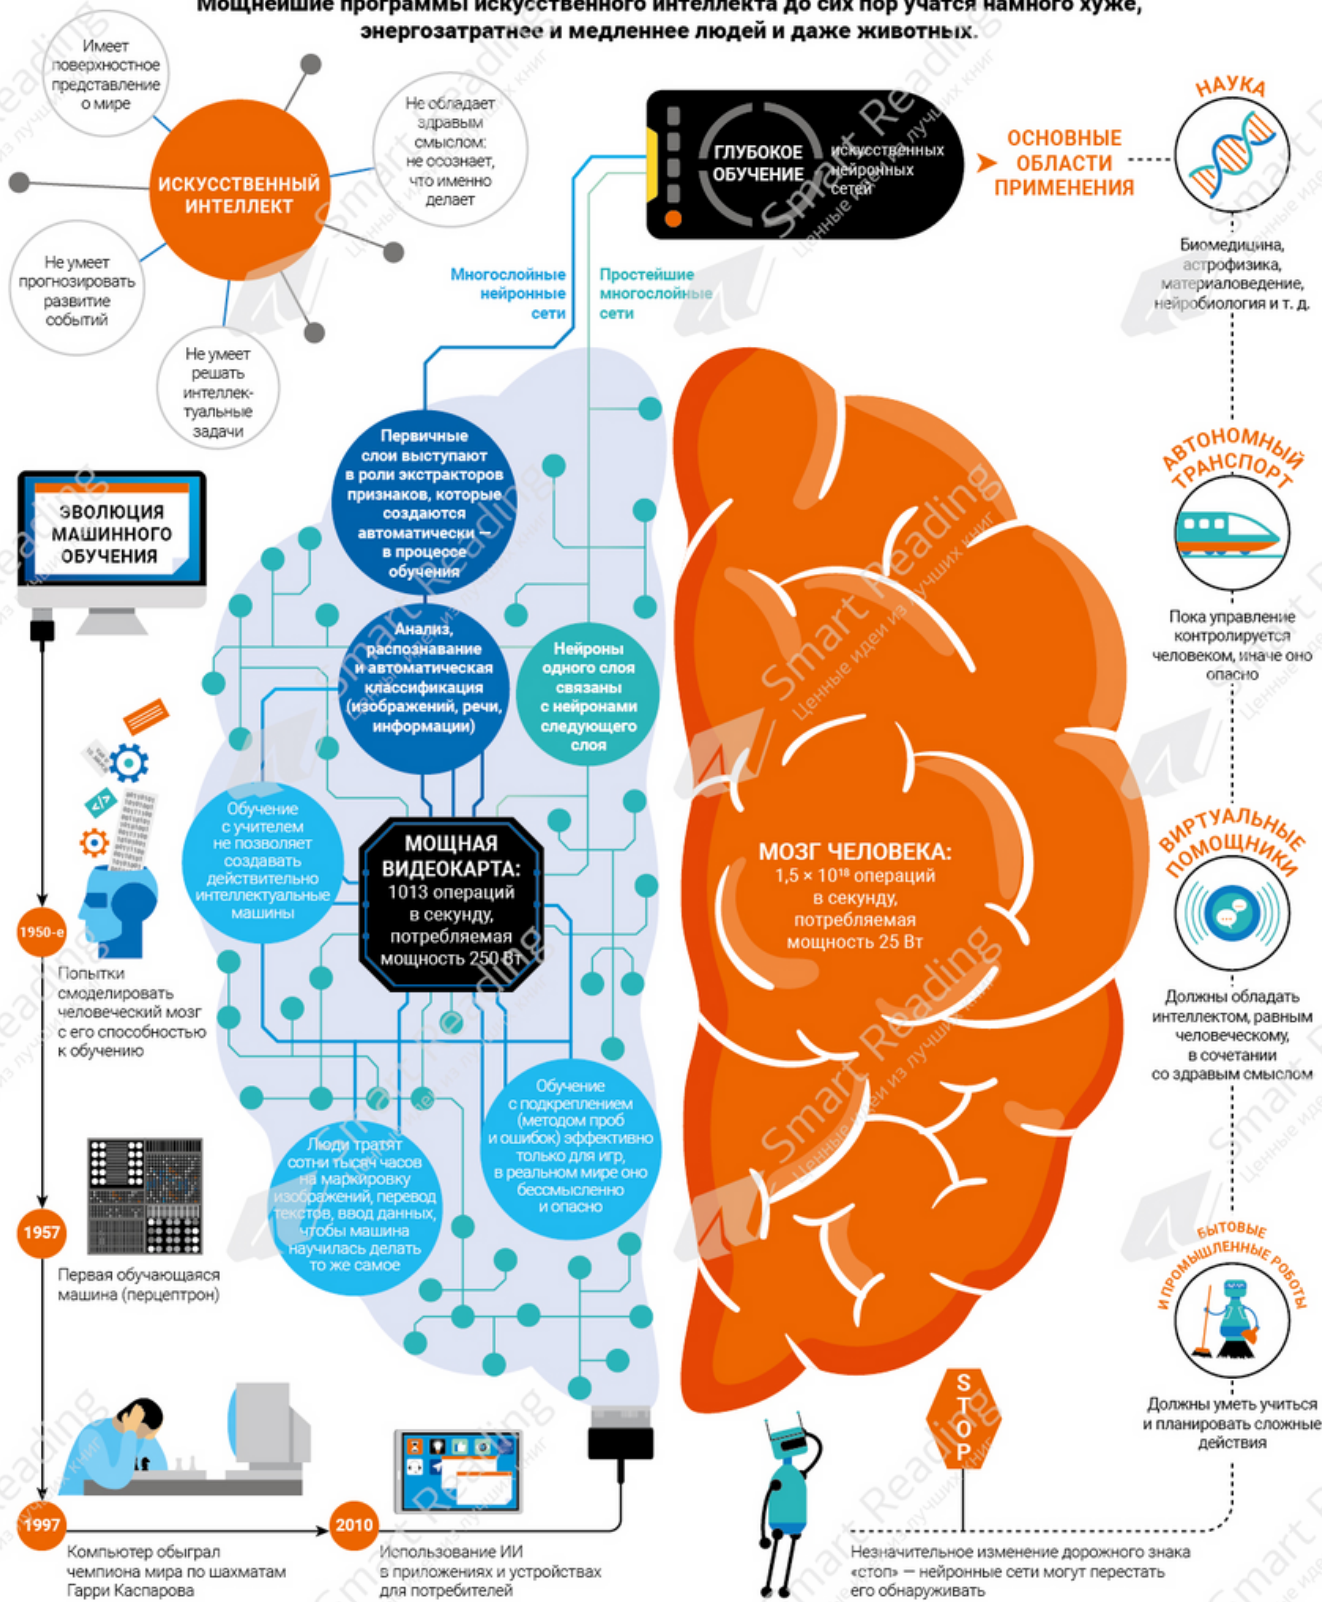 Мощнейшие программы искусственного интеллекта до сих пор учатся намного хуже,
энергозатратнее и медленнее людей и даже животных.
Имеет
поверхностное
представление
о мире
Не обладает
здравым
смыслом:
не осознает,
что именно
делает
ИСКУССТВЕННЫЙ
ИНТЕЛЛЕКТ
Не умеет
прогнозировать
развитие
событий
Не умеет
решать
интеллек-
туальные
задачи
ГЛУБОКОЕ
ОБУЧЕНИЕ
искусственных
нейронных
сетей
ОСНОВНЫЕ
ОБЛАСТИ
ПРИМЕНЕНИЯ
НАУКА
Биомедицина,
астрофизика,
материаловедение,
нейробиология и т. д.
АВТОНОМНЫЙ
ТРАНСПОРТ
Пока управление
контролируется
человеком, иначе оно
опасно
ВИРТУАЛЬНЫЕ
ПОМОЩНИКИ
Должны обладать
интеллектом, равным
человеческому,
в сочетании
со здравым смыслом
БЫТОВЫЕ
И ПРОМЫШЛЕННЫЕ РОБОТЫ
Должны уметь учиться
и планировать сложные
действия
Многослойные
нейронные
сети
Простейшие
многослойные
сети
Первичные
слои выступают
в роли экстракторов
признаков, которые
создаются
автоматически —
в процессе
обучения
Анализ,
распознавание
и автоматическая
классификация
(изображений, речи,
информации)
Нейроны
одного слоя
связаны
с нейронами
следующего
слоя
Обучение
с учителем
не позволяет
создавать
действительно
интеллектуальные
машины
МОЩНАЯ
ВИДЕОКАРТА:
1013 операций
в секунду,
потребляемая
мощность 250 Вт
МОЗГ ЧЕЛОВЕКА:
1,5 × 10¹⁸ операций
в секунду,
потребляемая
мощность 25 Вт
Обучение
с подкреплением
(методом проб
и ошибок) эффективно
только для игр,
в реальном мире оно
бессмысленно
и опасно
Люди тратят
сотни тысяч часов
на маркировку
изображений, перевод
текстов, ввод данных,
чтобы машина
научилась делать
то же самое
ЭВОЛЮЦИЯ
МАШИННОГО
ОБУЧЕНИЯ
1950-е
Попытки
смоделировать
человеческий мозг
с его способностью
к обучению
1957
Первая обучающаяся
машина (перцептрон)
1997
Компьютер обыграл
чемпиона мира по шахматам
Гарри Каспарова
2010
Использование ИИ
в приложениях и устройствах
для потребителей
STOP
Незначительное изменение дорожного знака
«стоп» — нейронные сети могут перестать
его обнаруживать
Smart Reading
Ценные идеи из лучших книг